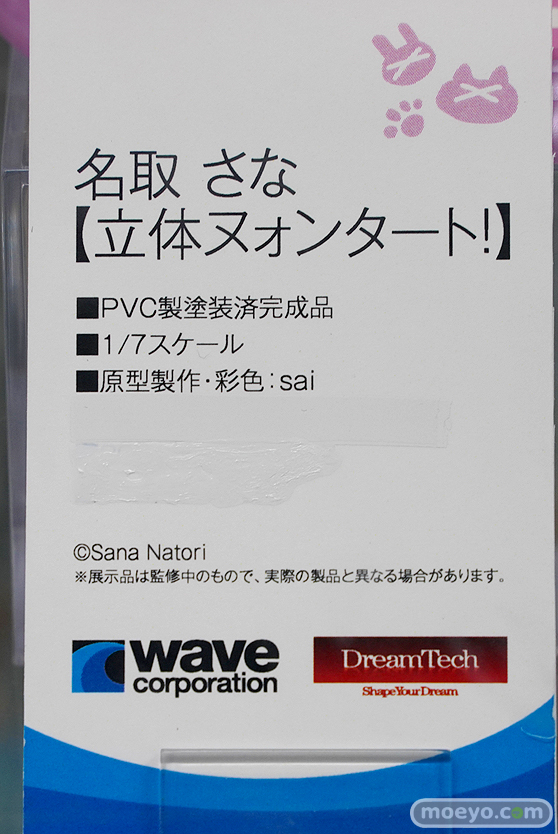 名取 さな
【立体ヌォンタート!】
■PVC製塗装済完成品
■1/7スケール
■原型製作・彩色：sai
©Sana Natori
※展示品は監修中のもので、実際の製品と異なる場合があります。
wave
corporation
DreamTech
ShapeYourDream
moeyo.com